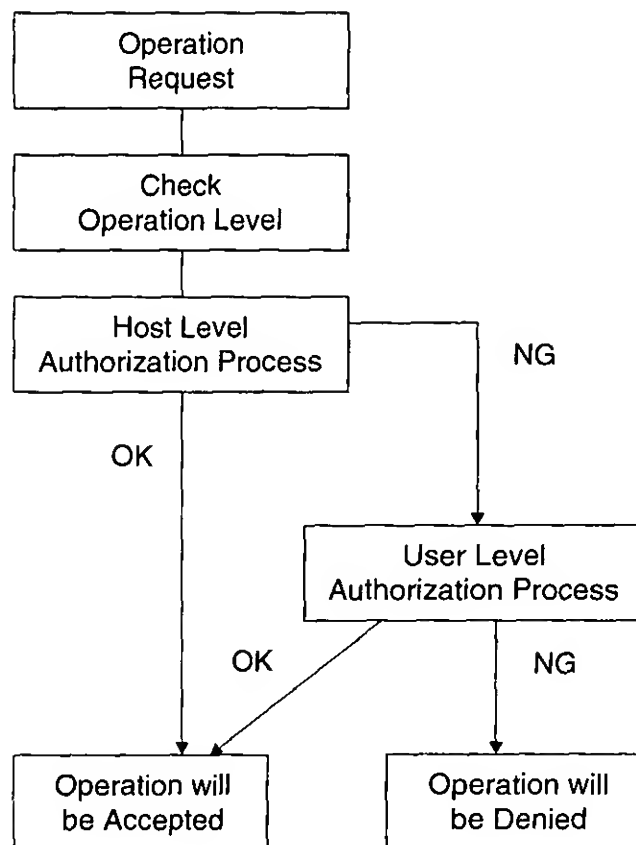 Operation
Request
Check
Operation Level
Host Level
Authorization Process
NG
OK
User Level
Authorization Process
OK
NG
Operation will
be Accepted
Operation will
be Denied